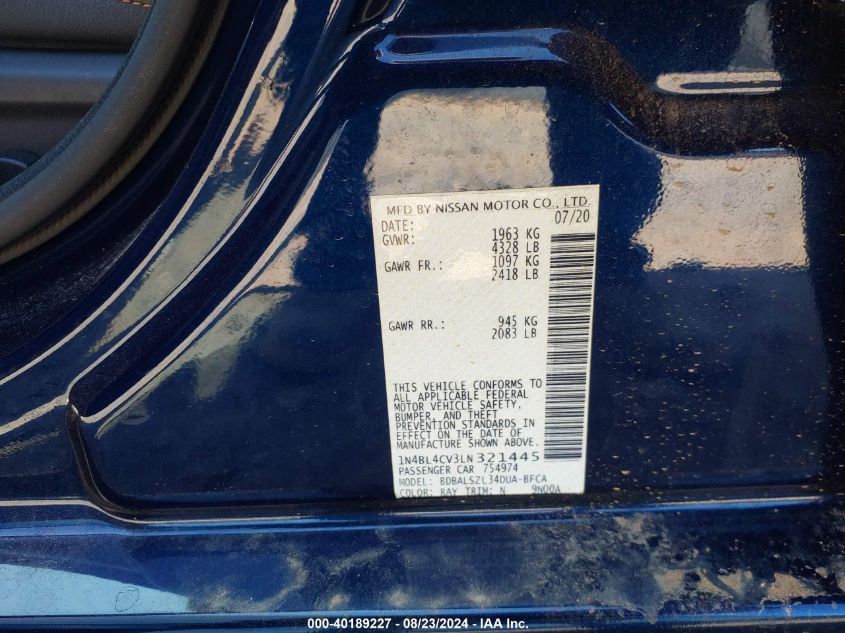 MFD BY NISSAN MOTOR CO., LTD.
DATE: 07/20
GVWR: 1963 KG
4328 LB
GAWR FR.: 1097 KG
2418 LB
GAWR RR.: 945 KG
2083 LB
THIS VEHICLE CONFORMS TO
ALL APPLICABLE FEDERAL
MOTOR VEHICLE SAFETY,
BUMPER, AND THEFT
PREVENTION STANDARDS IN
EFFECT ON THE DATE OF
MANUFACTURE SHOWN ABOVE.
1N4BL4CV3LN321445
PASSENGER CAR 754974
MODEL: BDBALSZL34DUA-BFCA
COLOR: RAY TRIM: N 9N00A
000-40189227 - 08/23/2024 - IAA Inc.